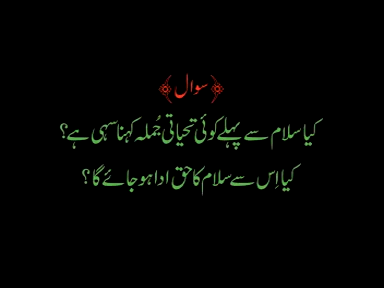 ﴿سوال﴾
کیا سلام سے پہلے کوئی تحیاتی جُملہ کہنا سہی ہے؟
کیا اِس سے سلام کا حق ادا ہو جائے گا ؟